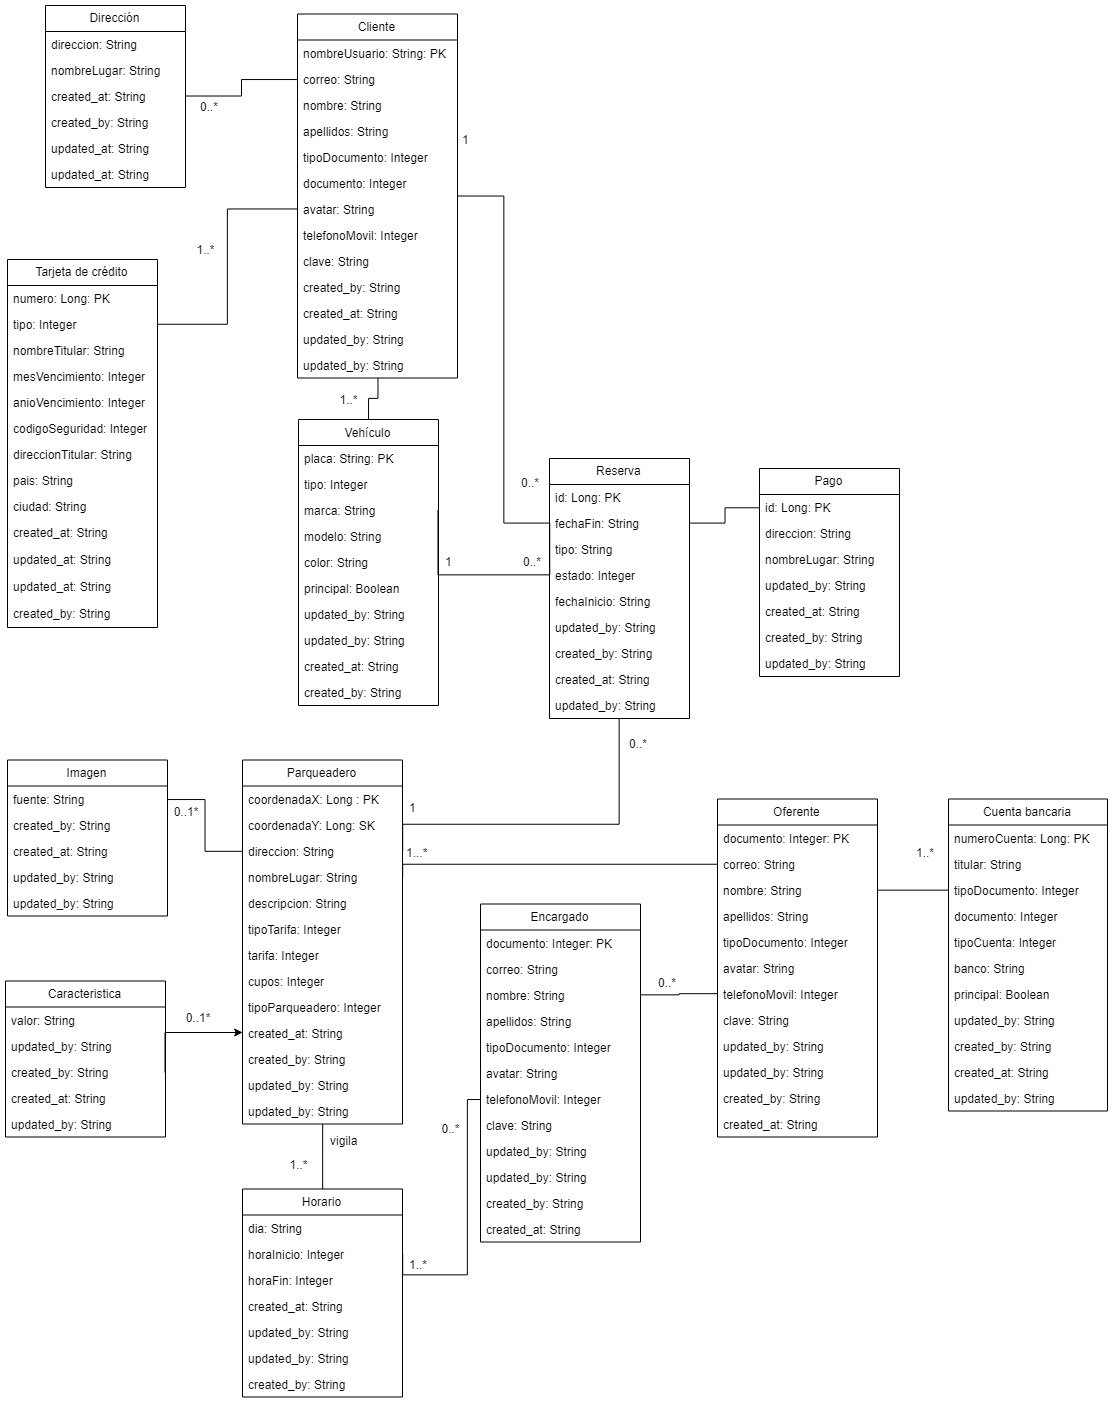 Dirección
direccion: String
nombreLugar: String
created_at: String
created_by: String
updated_at: String
updated_at: String
0..*
Cliente
nombreUsuario: String: PK
correo: String
nombre: String
apellidos: String
tipoDocumento: Integer
documento: Integer
avatar: String
telefonoMovil: Integer
clave: String
created_by: String
created_at: String
updated_by: String
updated_by: String
1
1..*
Tarjeta de crédito
numero: Long: PK
tipo: Integer
nombreTitular: String
mesVencimiento: Integer
anioVencimiento: Integer
codigoSeguridad: Integer
direccionTitular: String
pais: String
ciudad: String
created_at: String
updated_at: String
updated_at: String
created_by: String
1..*
Vehículo
placa: String: PK
tipo: Integer
marca: String
modelo: String
color: String
principal: Boolean
updated_by: String
updated_by: String
created_at: String
created_by: String
1
0..*
0..*
Reserva
id: Long: PK
fechaFin: String
tipo: String
estado: Integer
fechaInicio: String
updated_by: String
created_by: String
created_at: String
updated_by: String
0..*
Pago
id: Long: PK
direccion: String
nombreLugar: String
updated_by: String
created_at: String
created_by: String
updated_by: String
Imagen
fuente: String
created_by: String
created_at: String
updated_by: String
updated_by: String
0..1*
Parqueadero
coordenadaX: Long : PK
coordenadaY: Long: SK
direccion: String
nombreLugar: String
descripcion: String
tipoTarifa: Integer
tarifa: Integer
cupos: Integer
tipoParqueadero: Integer
created_at: String
created_by: String
updated_by: String
updated_by: String
1
1...*
Oferente
documento: Integer: PK
correo: String
nombre: String
apellidos: String
tipoDocumento: Integer
avatar: String
telefonoMovil: Integer
clave: String
updated_by: String
updated_by: String
created_by: String
created_at: String
1..*
Cuenta bancaria
numeroCuenta: Long: PK
titular: String
tipoDocumento: Integer
documento: Integer
tipoCuenta: Integer
banco: String
principal: Boolean
updated_by: String
created_by: String
created_at: String
updated_by: String
Encargado
documento: Integer: PK
correo: String
nombre: String
apellidos: String
tipoDocumento: Integer
avatar: String
telefonoMovil: Integer
clave: String
updated_by: String
updated_by: String
created_by: String
created_at: String
0..*
0..*
Caracteristica
valor: String
updated_by: String
created_by: String
created_at: String
updated_by: String
0..1*
vigila
1..*
Horario
dia: String
horaInicio: Integer
horaFin: Integer
created_at: String
updated_by: String
updated_by: String
created_by: String
1..*